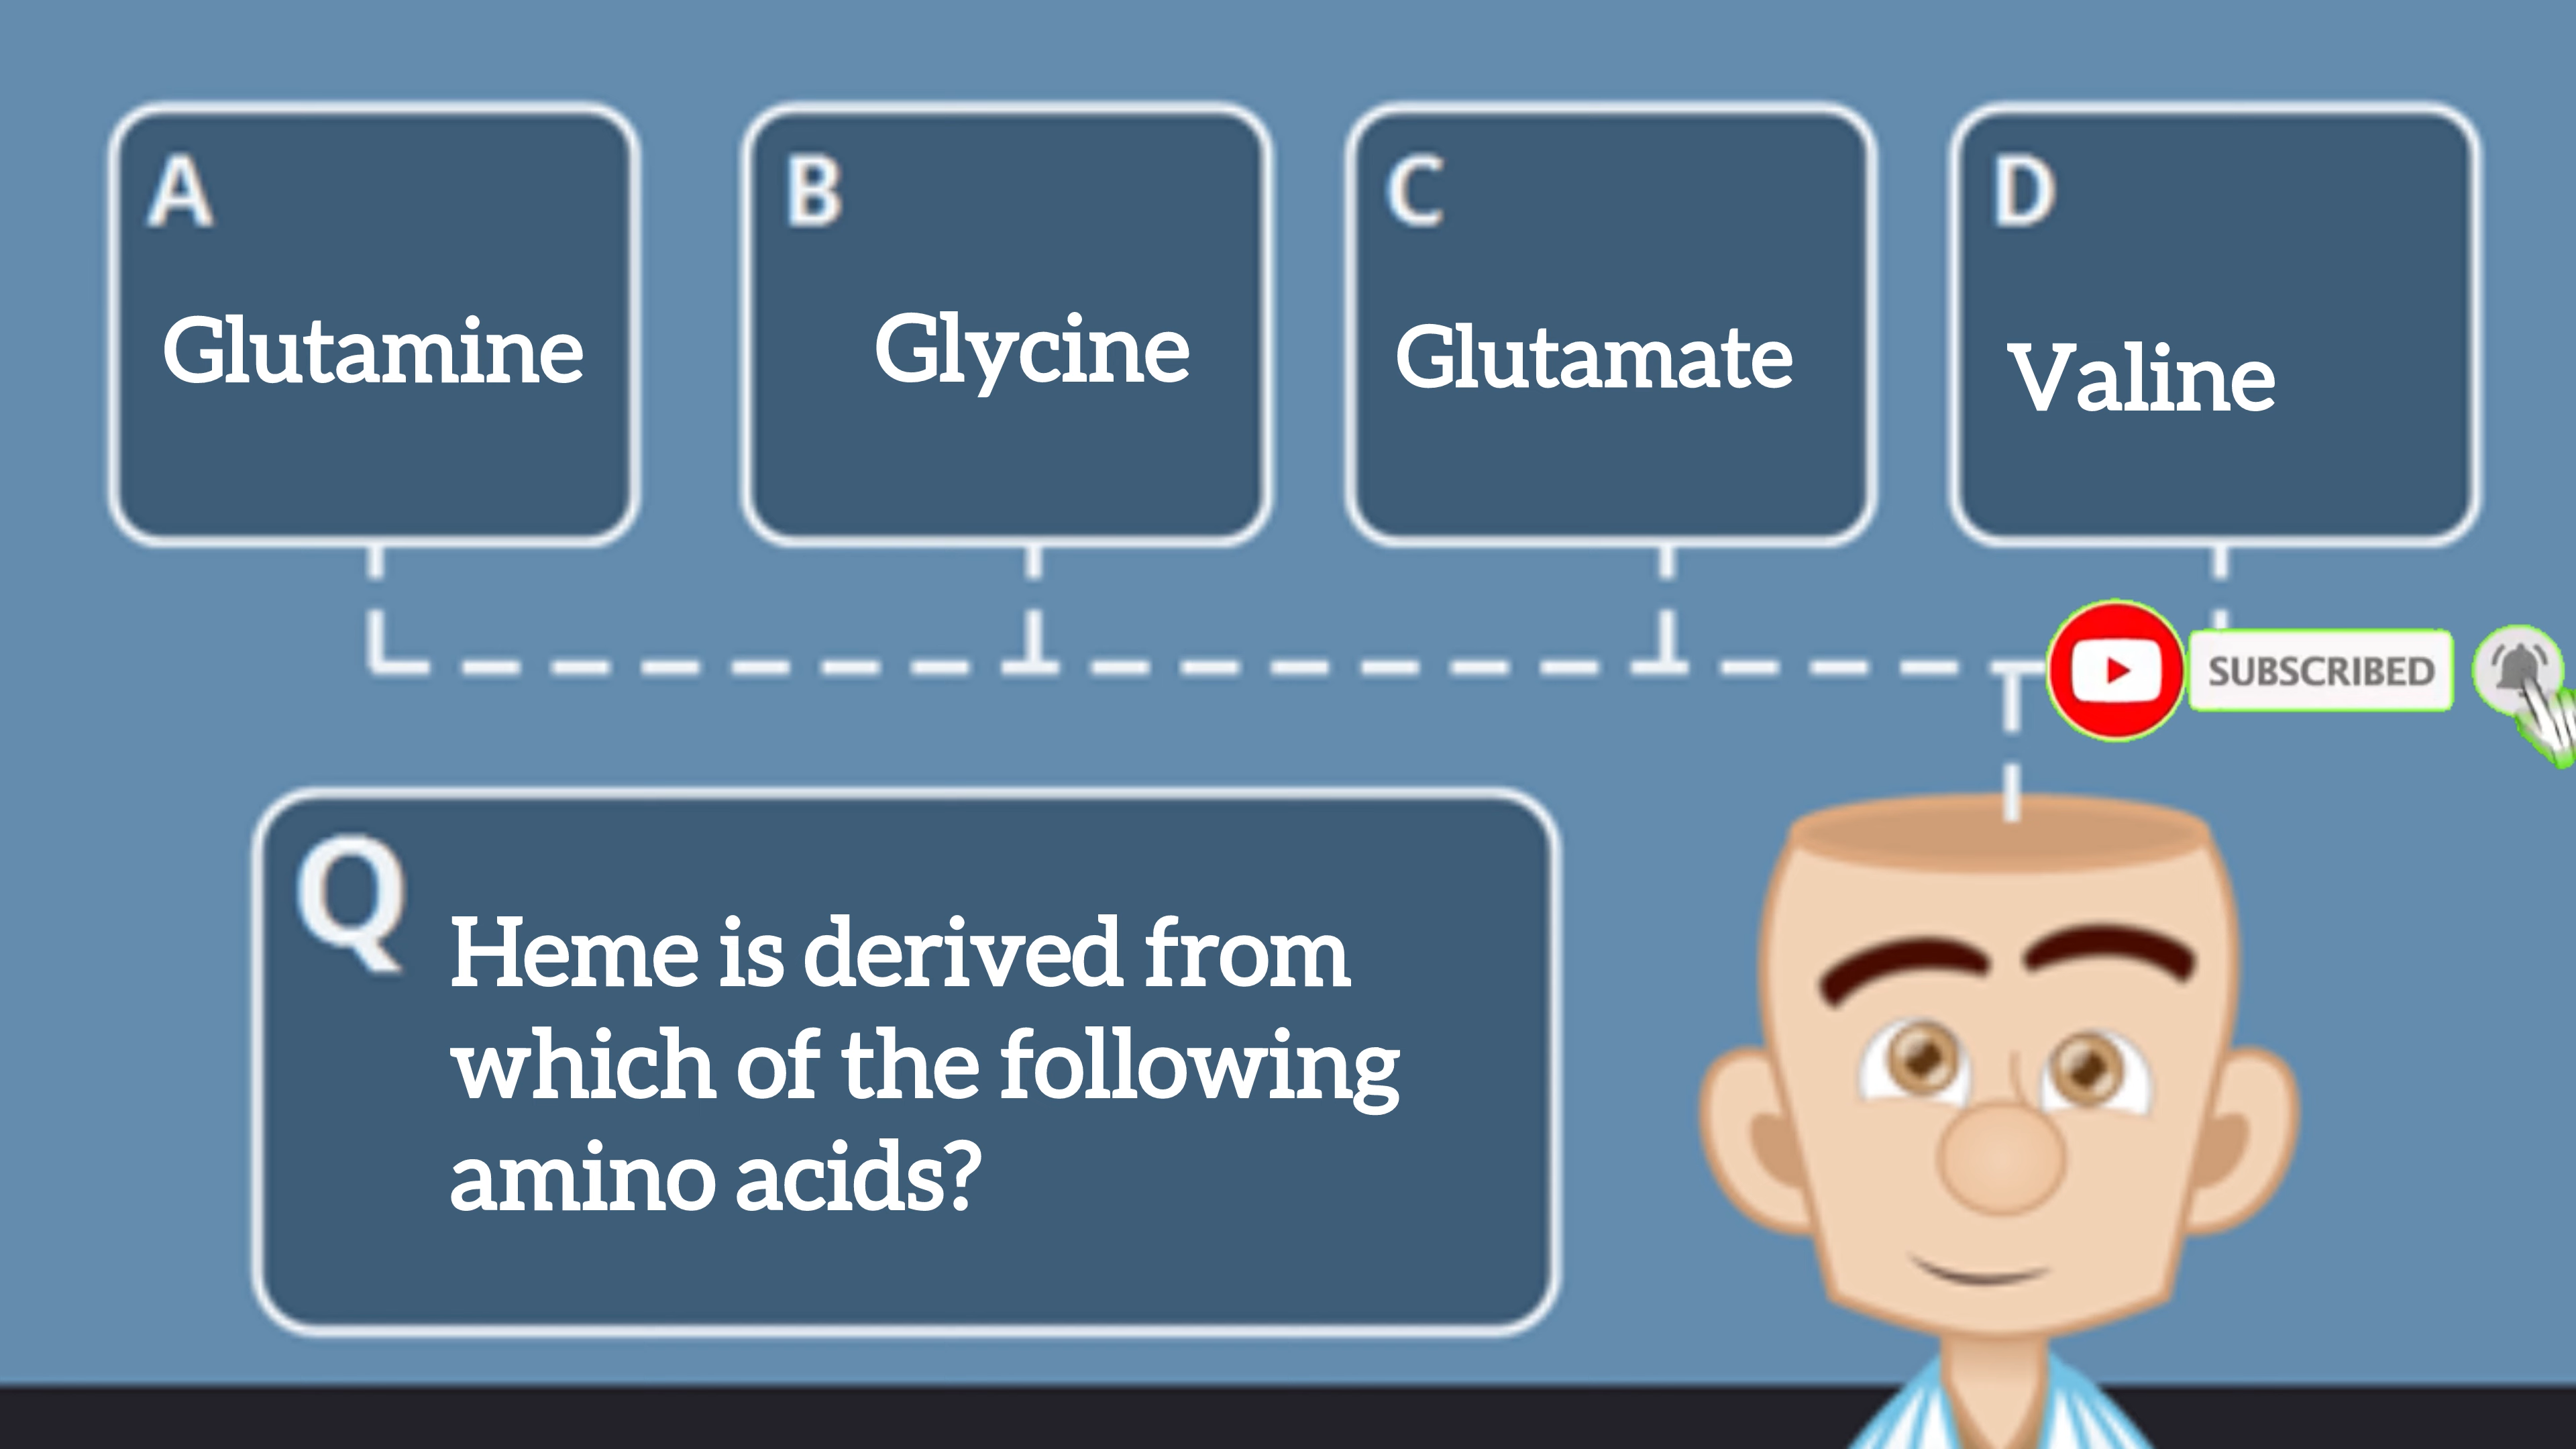 A
Glutamine
B
Glycine
C
Glutamate
D
Valine
SUBSCRIBED
Q
Heme is derived from
which of the following
amino acids?